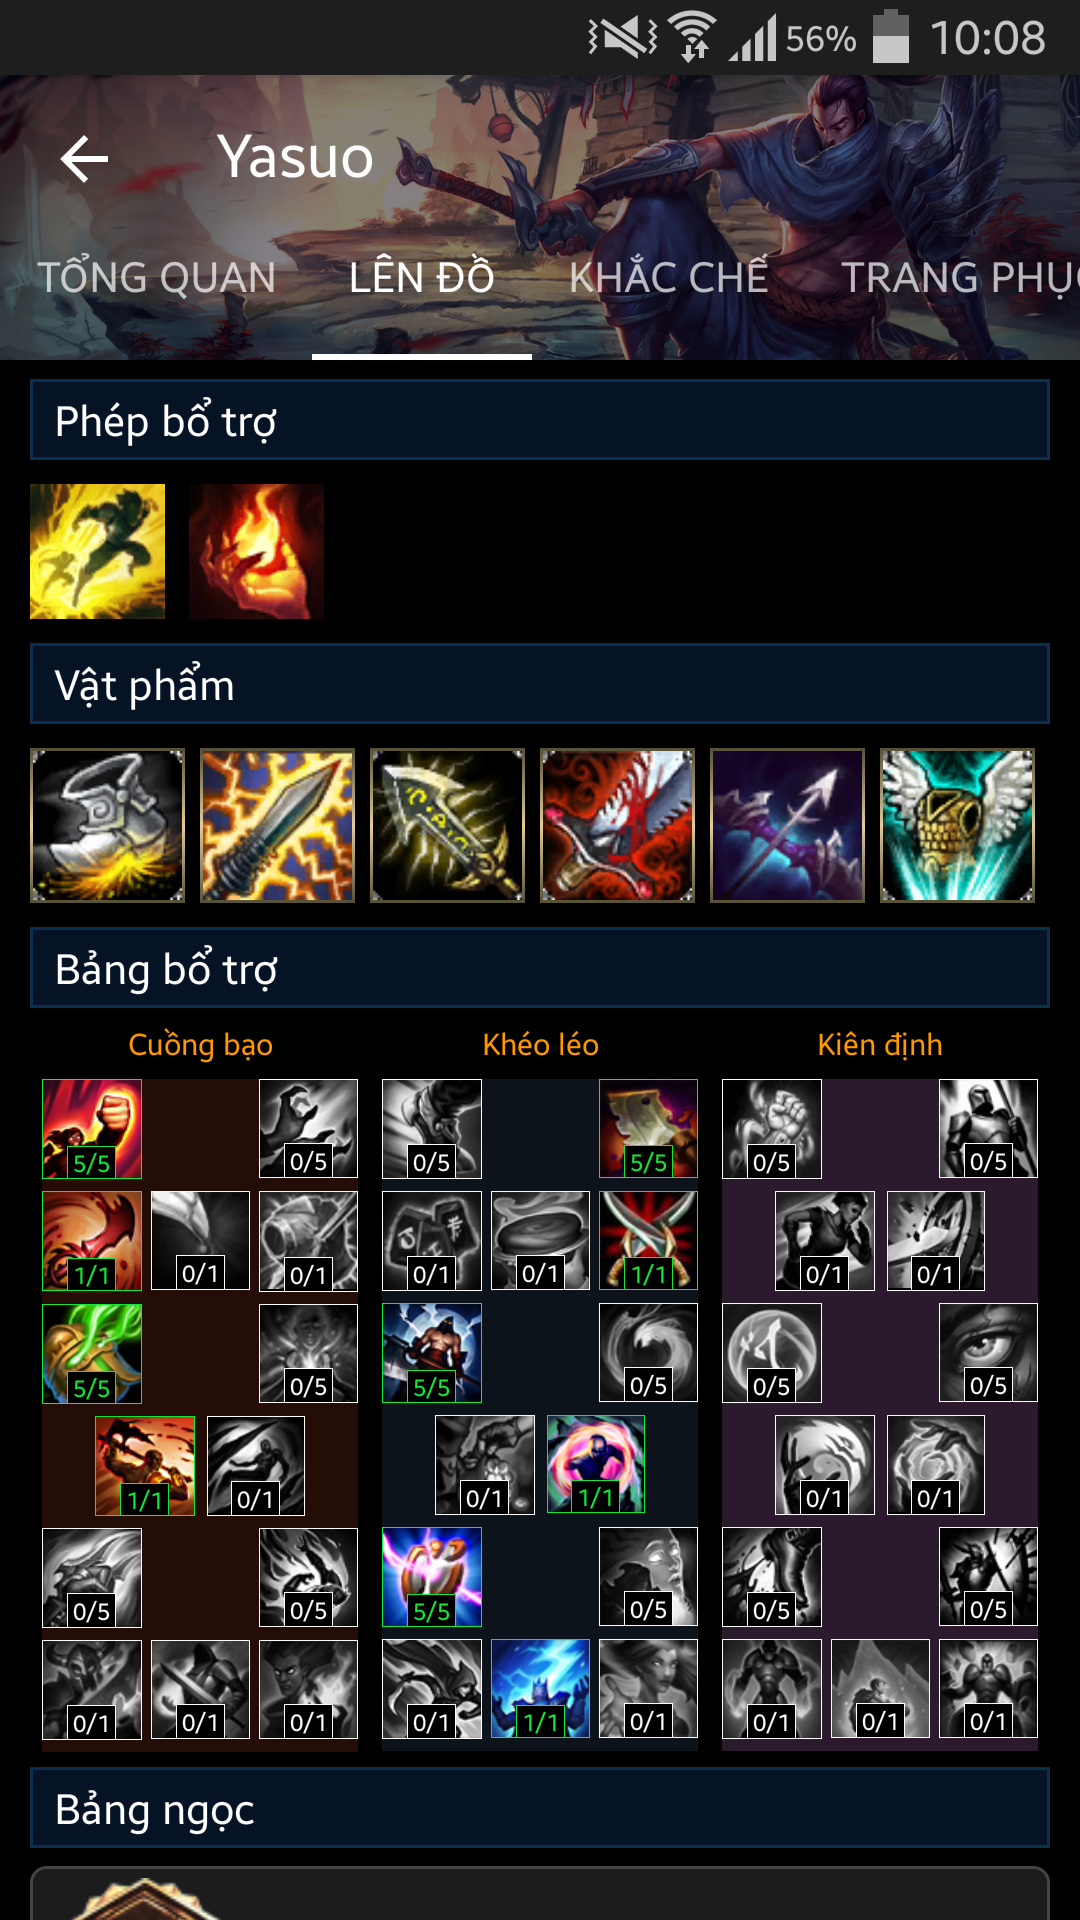 56% 10:08
Yasuo
TỔNG QUAN LÊN ĐỒ KHẮC CHẾ TRANG PHỤC
Phép bổ trợ
Vật phẩm
Bảng bổ trợ
Cuồng bạo Khéo léo Kiên định
5/5 0/5 0/5 5/5 0/5 0/5
1/1 0/1 0/1 0/1 0/1 1/1 0/1 0/1
5/5 0/5 5/5 0/5 0/5 0/5
1/1 0/1 0/1 1/1 0/1 0/1
0/5 0/5 5/5 0/5 0/5 0/5
0/1 0/1 0/1 0/1 1/1 0/1 0/1 0/1 0/1
Bảng ngọc